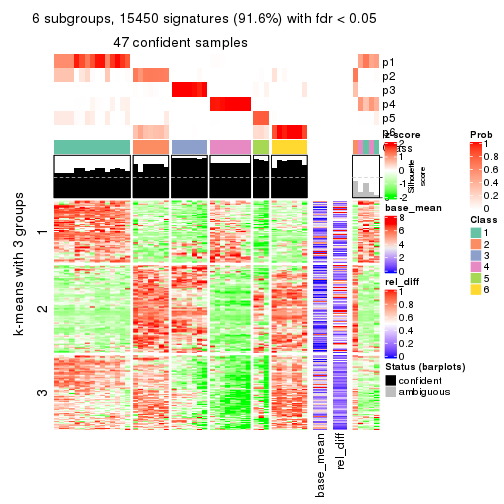 6 subgroups, 15450 signatures (91.6%) with fdr < 0.05
47 confident samples
p1
p2
p3
p4
p5
p6
Class
z-score
2
1
0
-1
-2
Silhouette
score
Prob
1
0.8
0.6
0.4
0.2
0
base_mean
8
6
4
2
0
Class
1
2
3
4
5
6
rel_diff
1
0.8
0.6
0.4
0.2
0
Status (barplots)
confident
ambiguous
k-means with 3 groups
1
2
3
base_mean
rel_diff